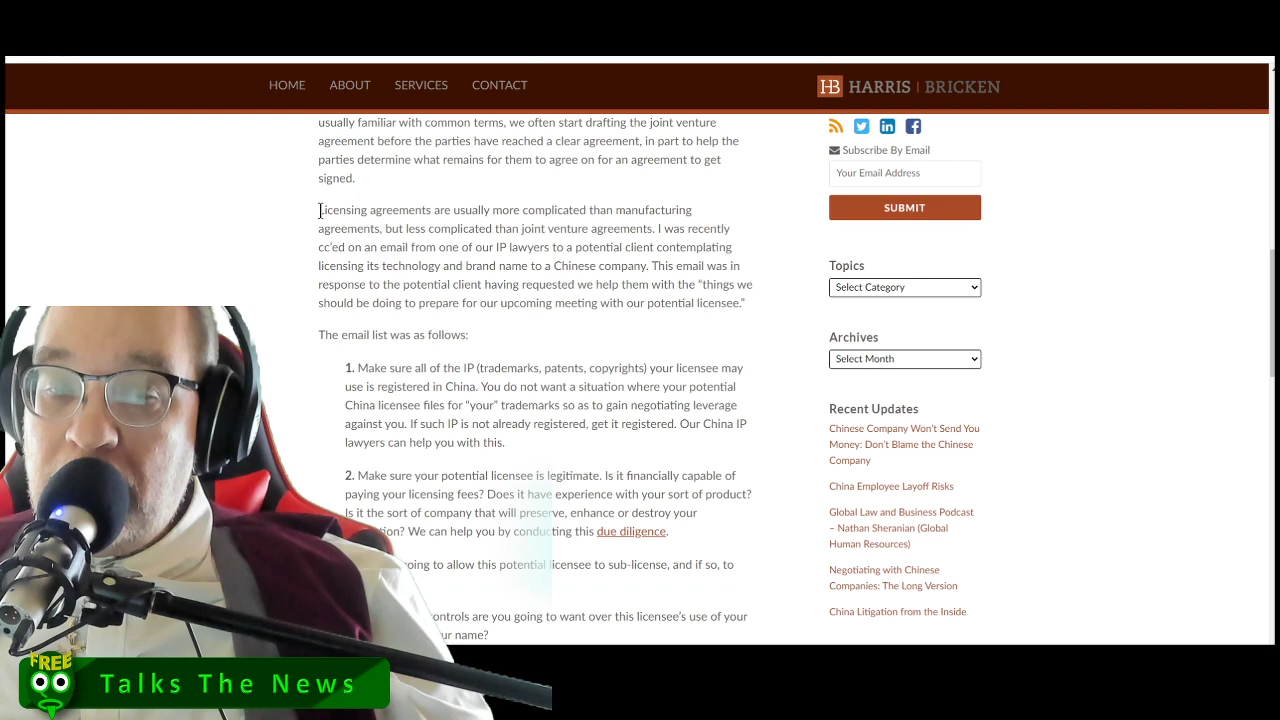 HOME ABOUT SERVICES CONTACT
HB HARRIS | BRICKEN
usually familiar with common terms, we often start drafting the joint venture
agreement before the parties have reached a clear agreement, in part to help the
parties determine what remains for them to agree on for an agreement to get
signed.
Licensing agreements are usually more complicated than manufacturing
agreements, but less complicated than joint venture agreements. I was recently
cc'ed on an email from one of our IP lawyers to a potential client contemplating
licensing its technology and brand name to a Chinese company. This email was in
response to the potential client having requested we help them with the “things we
should be doing to prepare for our upcoming meeting with our potential licensee.”
The email list was as follows:
1. Make sure all of the IP (trademarks, patents, copyrights) your licensee may
use is registered in China. You do not want a situation where your potential
China licensee files for “your” trademarks so as to gain negotiating leverage
against you. If such IP is not already registered, get it registered. Our China IP
lawyers can help you with this.
2. Make sure your potential licensee is legitimate. Is it financially capable of
paying your licensing fees? Does it have experience with your sort of product?
Is it the sort of company that will preserve, enhance or destroy your
We can help you by conducting this due diligence.
to allow this potential licensee to sub-license, and if so, to
are you going to want over this licensee’s use of your
name?
Subscribe By Email
Your Email Address
SUBMIT
Topics
Select Category
Archives
Select Month
Recent Updates
Chinese Company Won’t Send You
Money: Don’t Blame the Chinese
Company
China Employee Layoff Risks
Global Law and Business Podcast
– Nathan Sheranian (Global
Human Resources)
Negotiating with Chinese
Companies: The Long Version
China Litigation from the Inside
FREE
Talks The News